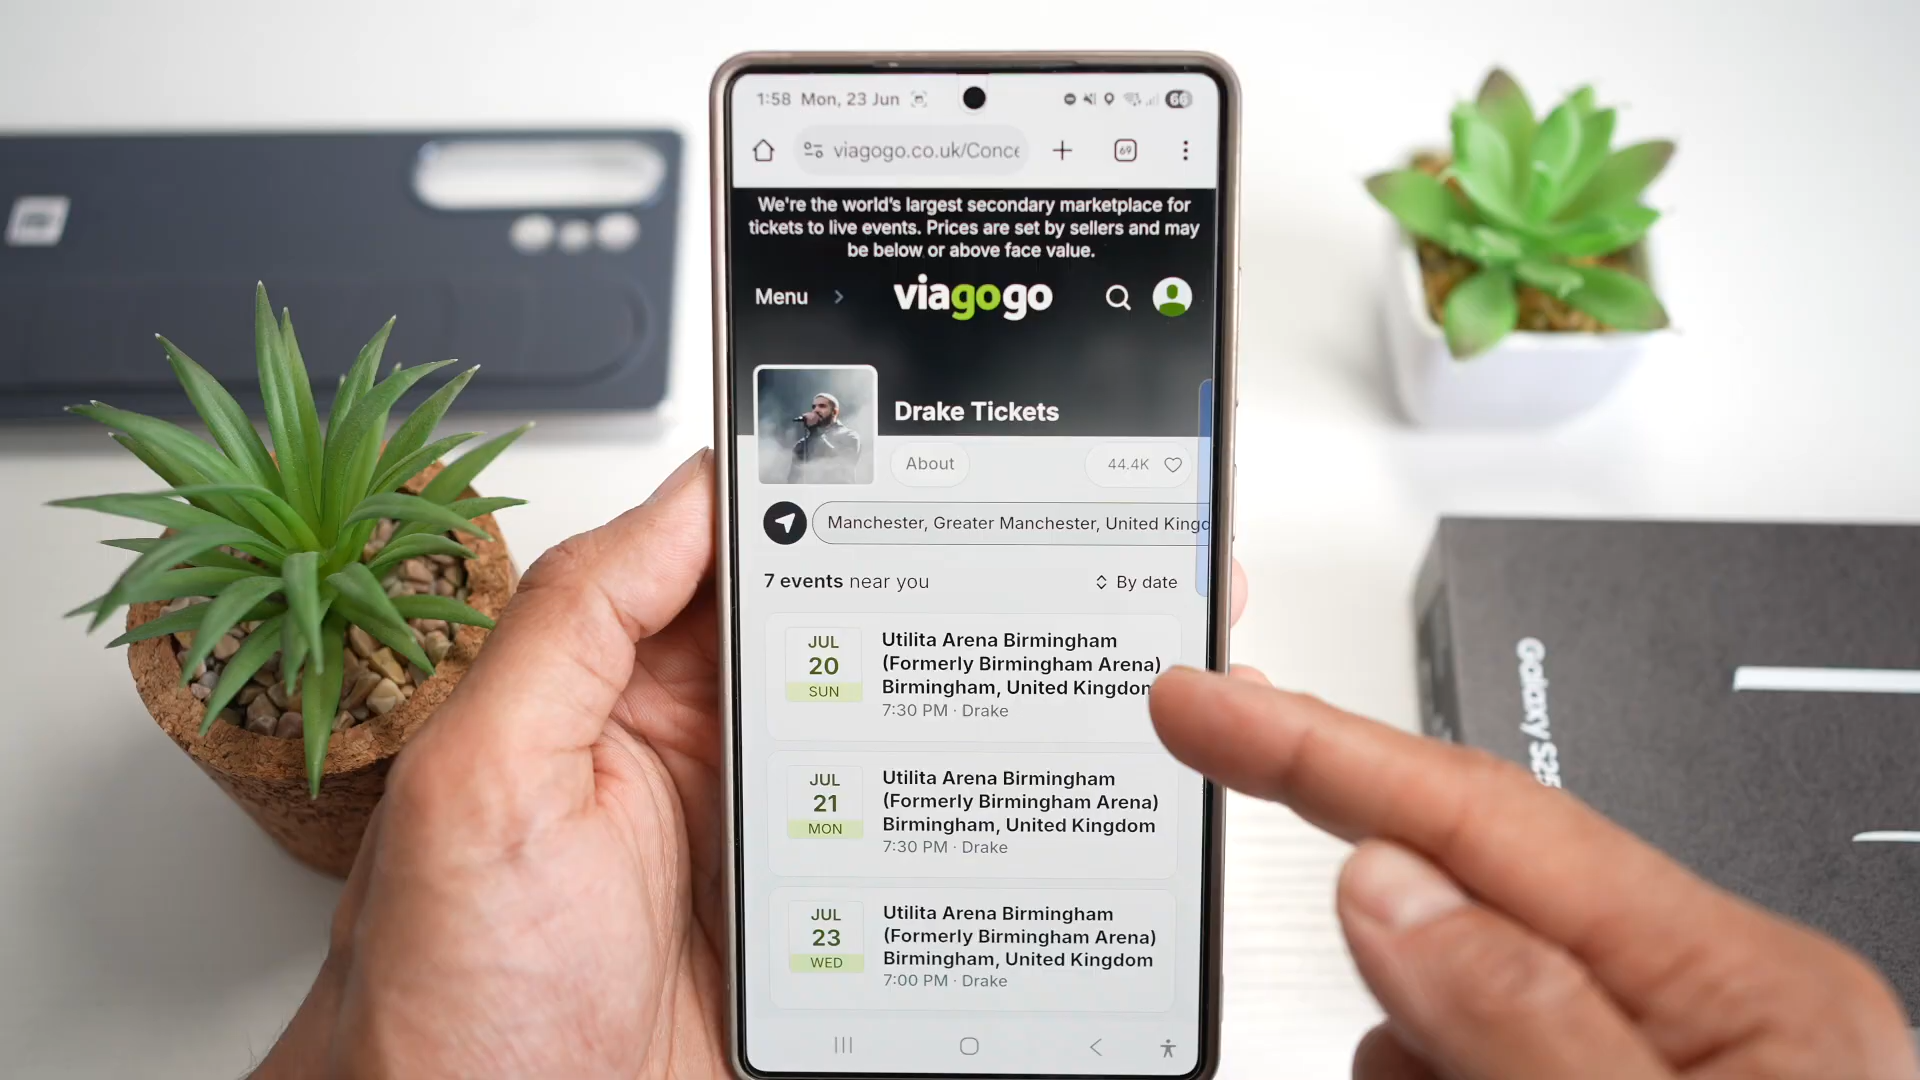 1:58 Mon, 23 Jun
66
viagogo.co.uk/Conce
69
We're the world's largest secondary marketplace for
tickets to live events. Prices are set by sellers and may
be below or above face value.
Menu
viagogo
Drake Tickets
About
44.4K
Manchester, Greater Manchester, United Kingd
7 events near you
By date
JUL
20
SUN
Utilita Arena Birmingham
(Formerly Birmingham Arena)
Birmingham, United Kingdom
7:30 PM · Drake
JUL
21
MON
Utilita Arena Birmingham
(Formerly Birmingham Arena)
Birmingham, United Kingdom
7:30 PM · Drake
JUL
23
WED
Utilita Arena Birmingham
(Formerly Birmingham Arena)
Birmingham, United Kingdom
7:00 PM · Drake
Galaxy S25